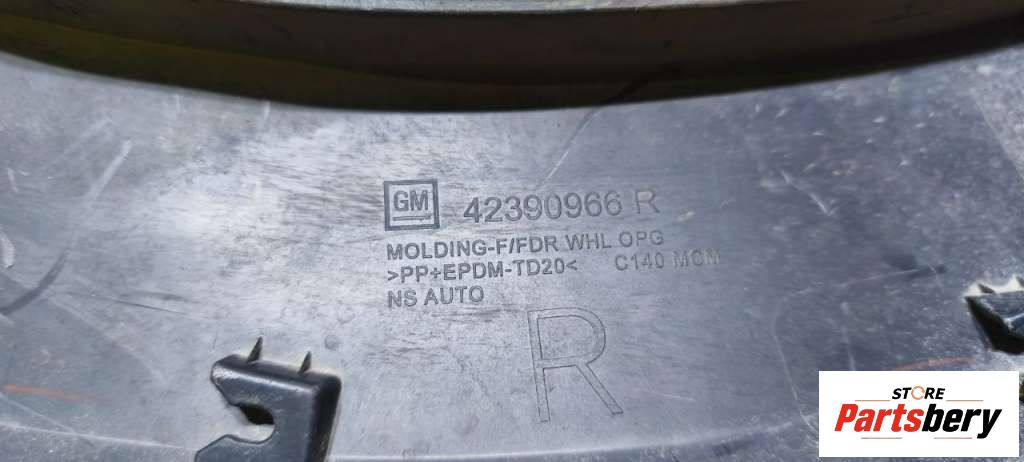 GM 42390966 R
MOLDING-F/FDR WHL OPG
>PP+EPDM-TD20< C140 MCM
NS AUTO
R
STORE
Partsbery